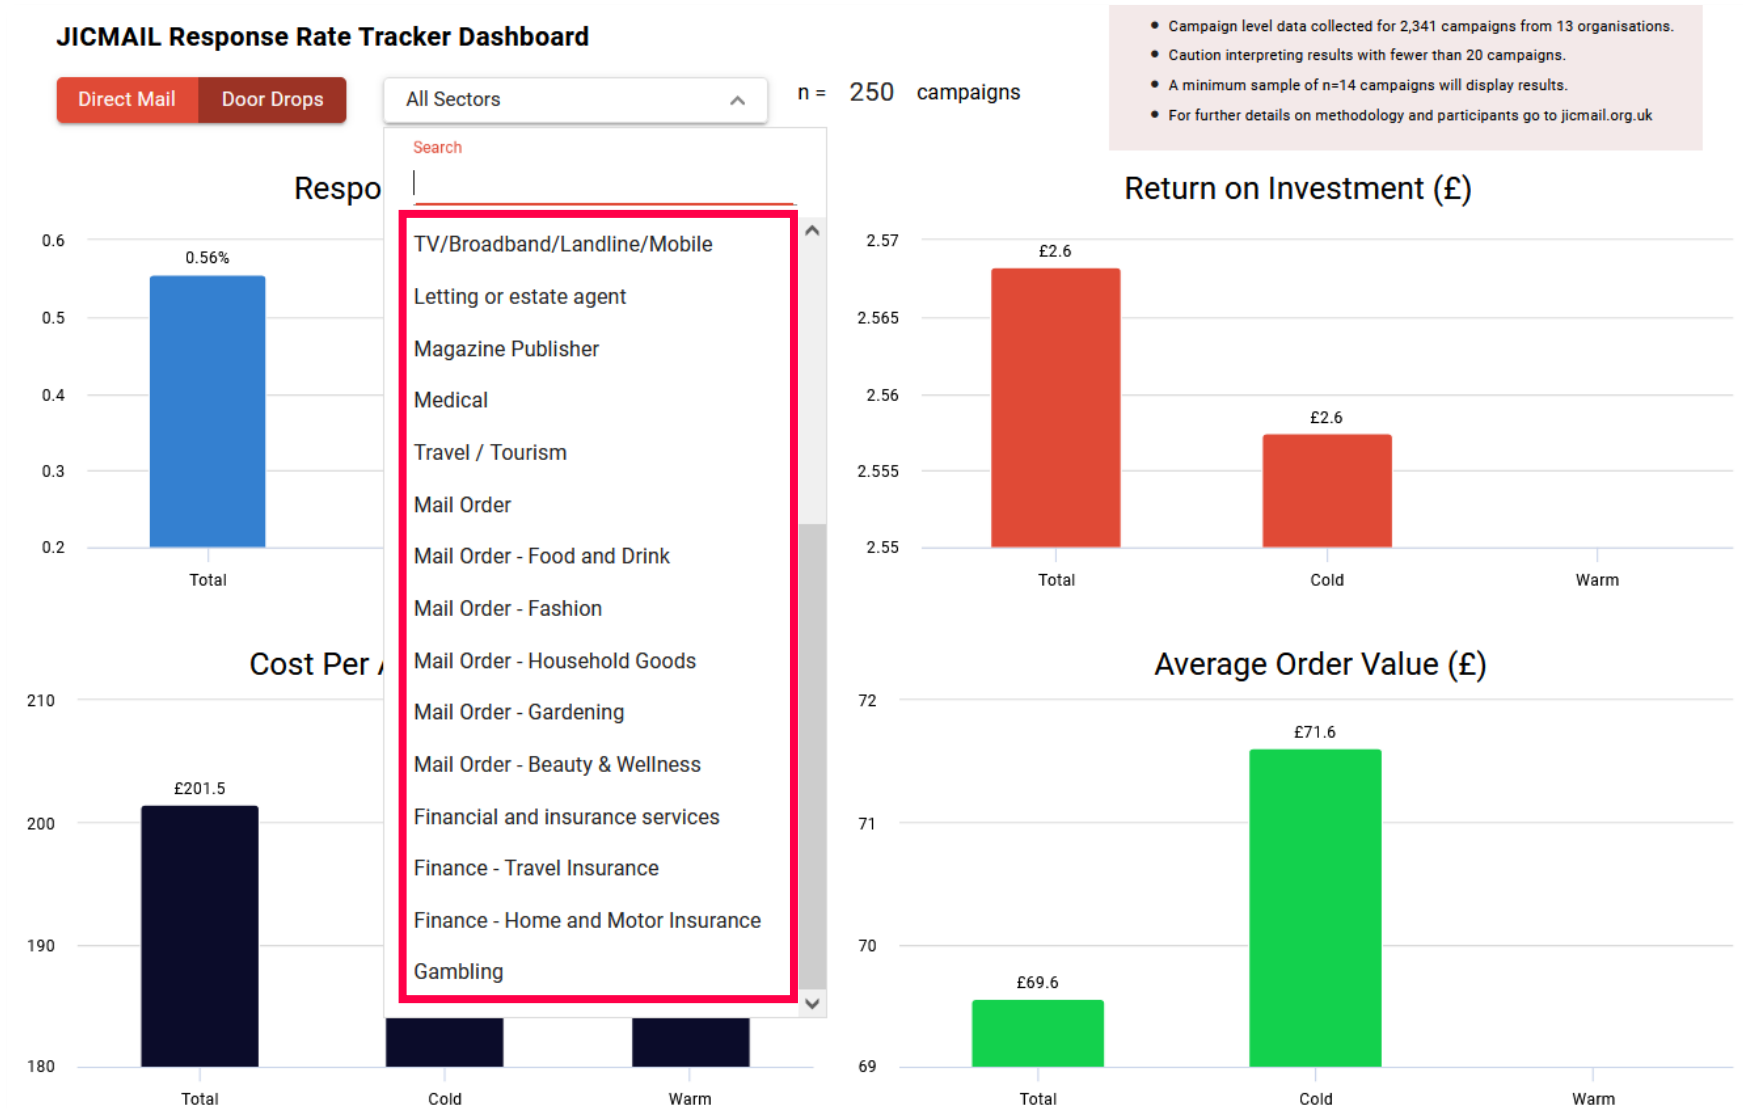 JICMAIL Response Rate Tracker Dashboard
Direct Mail
Door Drops
All Sectors
n = 250 campaigns
Campaign level data collected for 2,341 campaigns from 13 organisations.
Caution interpreting results with fewer than 20 campaigns.
A minimum sample of n=14 campaigns will display results.
For further details on methodology and participants go to jicmail.org.uk
Search
TV/Broadband/Landline/Mobile
Letting or estate agent
Magazine Publisher
Medical
Travel / Tourism
Mail Order
Mail Order - Food and Drink
Mail Order - Fashion
Mail Order - Household Goods
Mail Order - Gardening
Mail Order - Beauty & Wellness
Financial and insurance services
Finance - Travel Insurance
Finance - Home and Motor Insurance
Gambling
Respo
0.6
0.5
0.4
0.3
0.2
0.56%
Total
Return on Investment (£)
2.57
2.565
2.56
2.555
2.55
£2.6
£2.6
Total
Cold
Warm
Cost Per
210
200
190
180
£201.5
Total
Cold
Warm
Average Order Value (£)
72
71
70
69
£69.6
£71.6
Total
Cold
Warm